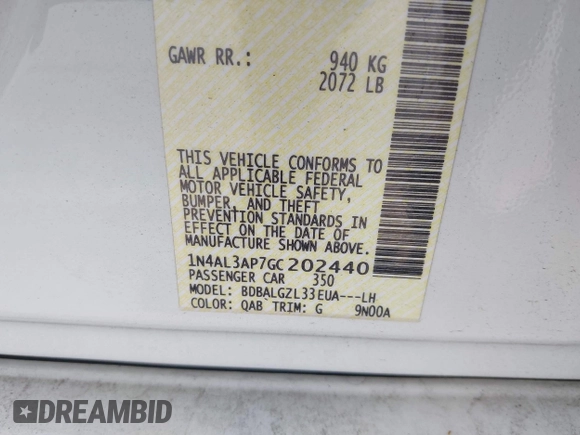 GAWR RR.: 940 KG
2072 LB
THIS VEHICLE CONFORMS TO
ALL APPLICABLE FEDERAL
MOTOR VEHICLE SAFETY,
BUMPER, AND THEFT
PREVENTION STANDARDS IN
EFFECT ON THE DATE OF
MANUFACTURE SHOWN ABOVE.
1N4AL3AP7GC202440
PASSENGER CAR 350
MODEL: BDBALGZL33EUA---LH
COLOR: QAB TRIM: G 9N00A
DREAMBID